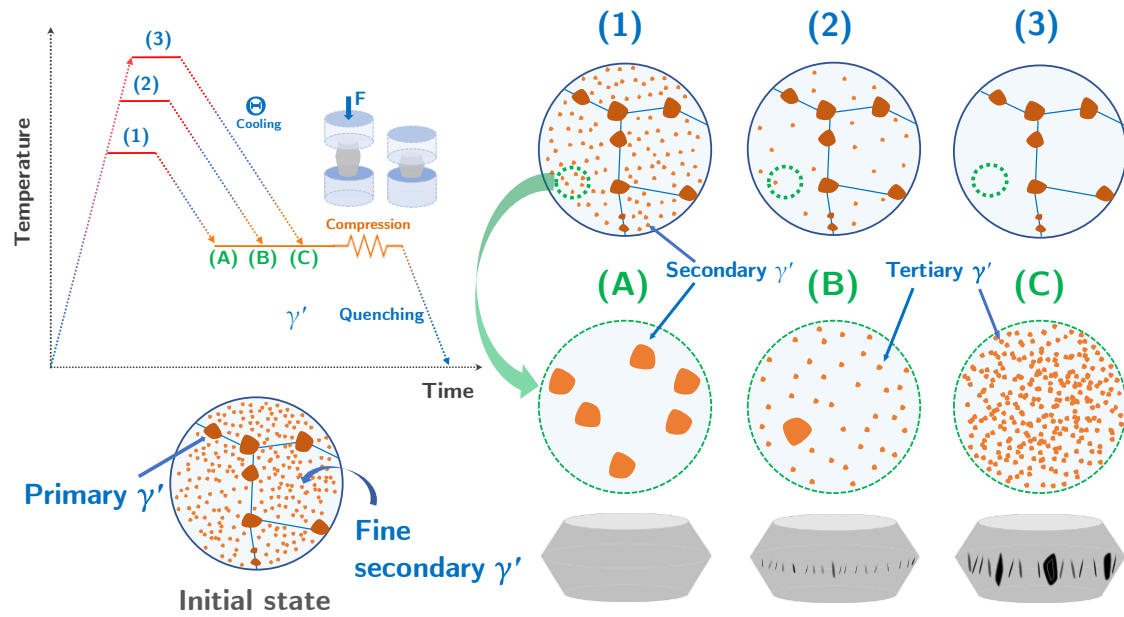 (1)
(2)
(3)
(3)
(2)
(1)
Θ
Cooling
F
Temperature
Compression
(A)
(B)
(C)
γ′
Quenching
Time
Secondary γ′
Tertiary γ′
(A)
(B)
(C)
Primary γ′
Fine
secondary γ′
Initial state